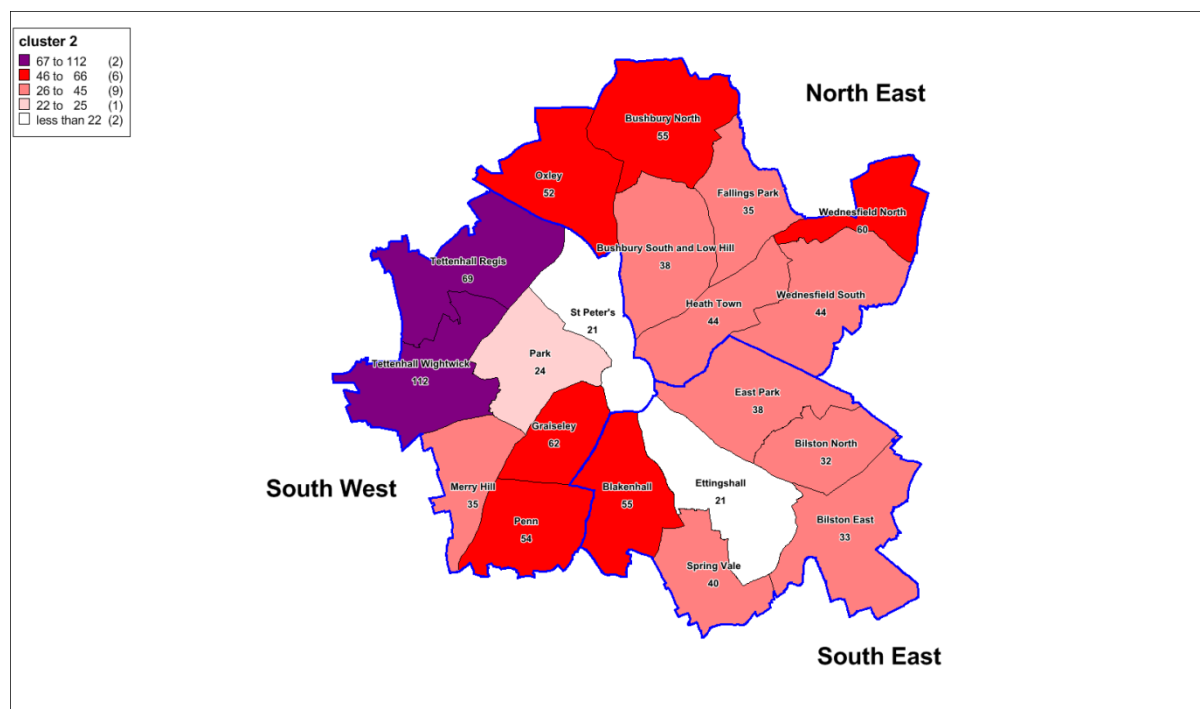 cluster 2
67 to 112 (2)
46 to 66 (6)
26 to 45 (9)
22 to 25 (1)
less than 22 (2)
North East
Bushbury North
55
Oxley
52
Fallings Park
35
Wednesfield North
60
Bushbury South and Low Hill
38
Tettenhall Regis
69
Wednesfield South
44
Heath Town
44
St Peter's
21
Park
24
Tettenhall Wightwick
112
East Park
38
Graiseley
62
Bilston North
32
South West
Merry Hill
35
Blakenhall
55
Ettingshall
21
Penn
54
Bilston East
33
Spring Vale
40
South East